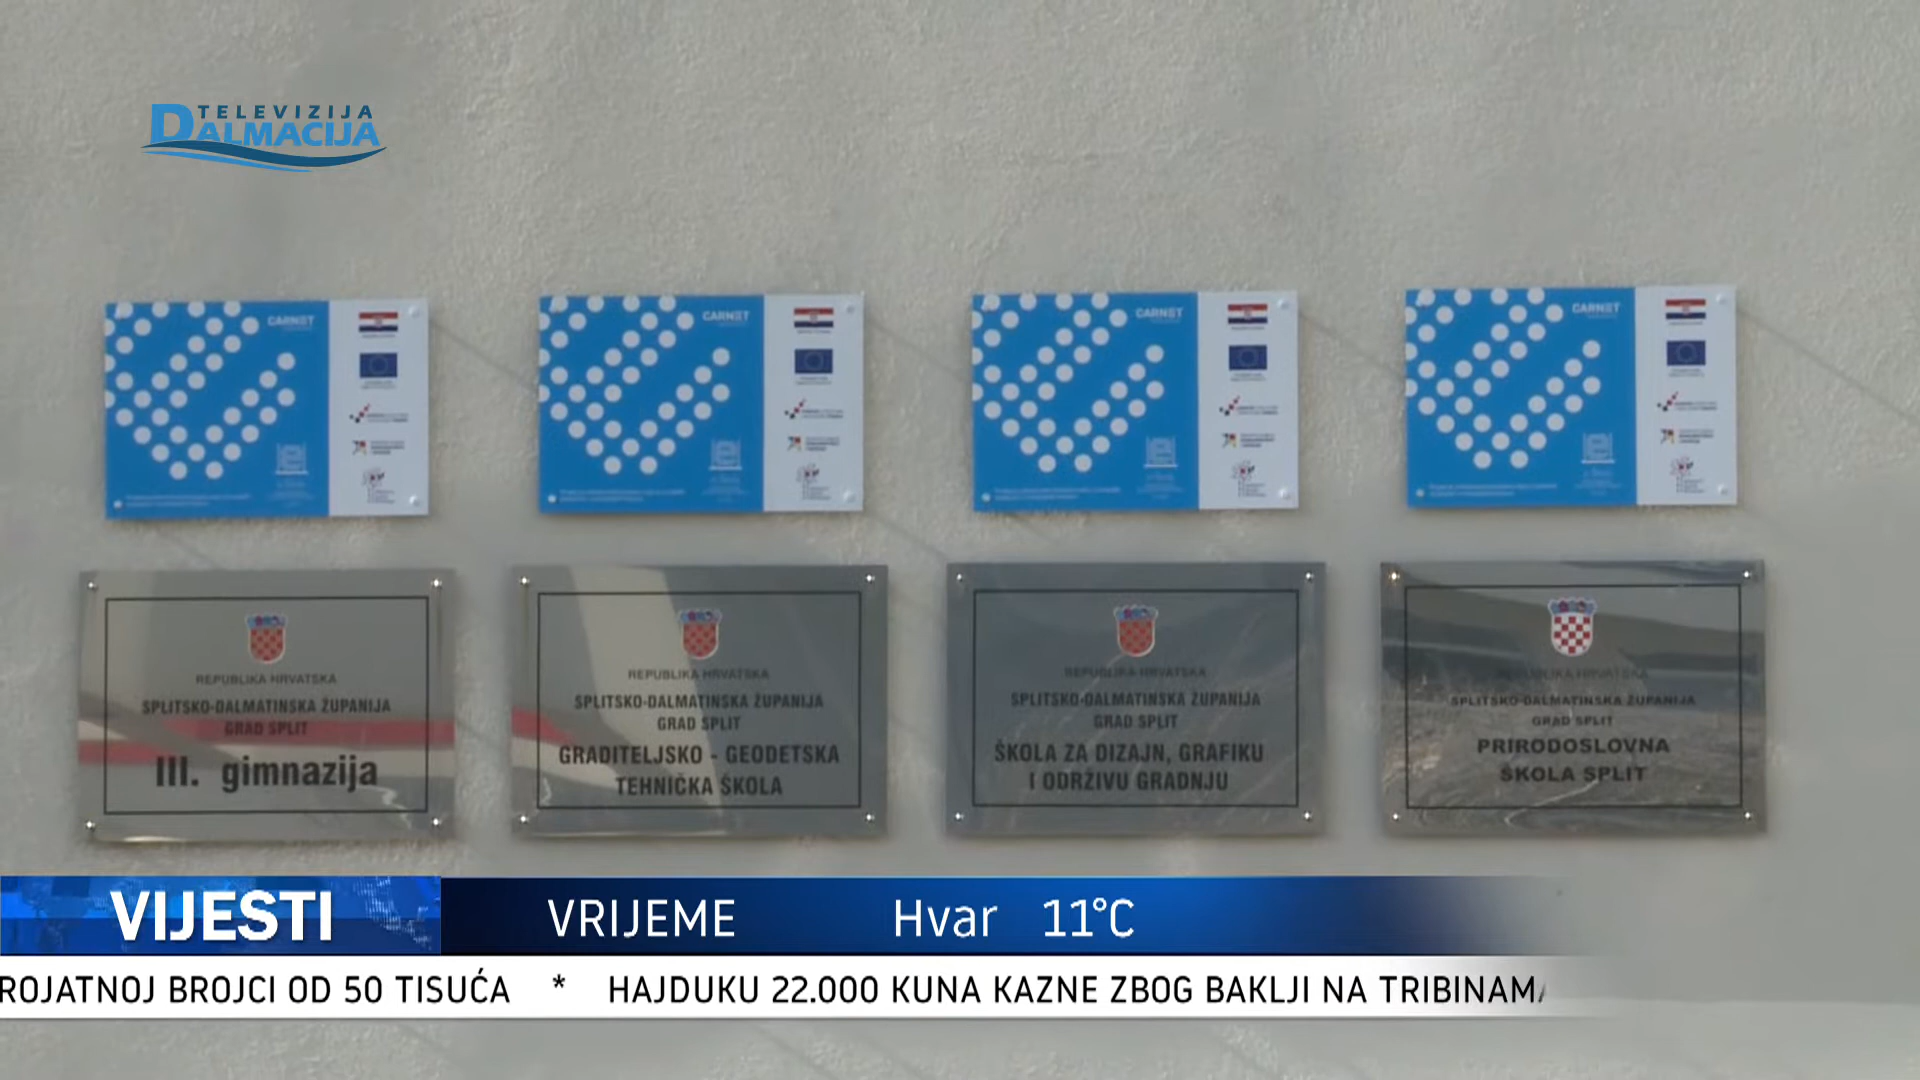 TELEVIZIJA
DALMACIJA
CARNET
CARNET
CARNET
CARNET
REPUBLIKA HRVATSKA
SPLITSKO-DALMATINSKA ŽUPANIJA
GRAD SPLIT
III. gimnazija
REPUBLIKA HRVATSKA
SPLITSKO-DALMATINSKA ŽUPANIJA
GRAD SPLIT
GRADITELJSKO - GEODETSKA
TEHNIČKA ŠKOLA
REPUBLIKA HRVATSKA
SPLITSKO-DALMATINSKA ŽUPANIJA
GRAD SPLIT
ŠKOLA ZA DIZAJN, GRAFIKU
I ODRŽIVU GRADNJU
REPUBLIKA HRVATSKA
SPLITSKO-DALMATINSKA ŽUPANIJA
GRAD SPLIT
PRIRODOSLOVNA
ŠKOLA SPLIT
VIJESTI VRIJEME Hvar 11°C
ROJATNOJ BROJCI OD 50 TISUĆA * HAJDUKU 22.000 KUNA KAZNE ZBOG BAKLJI NA TRIBINAMA